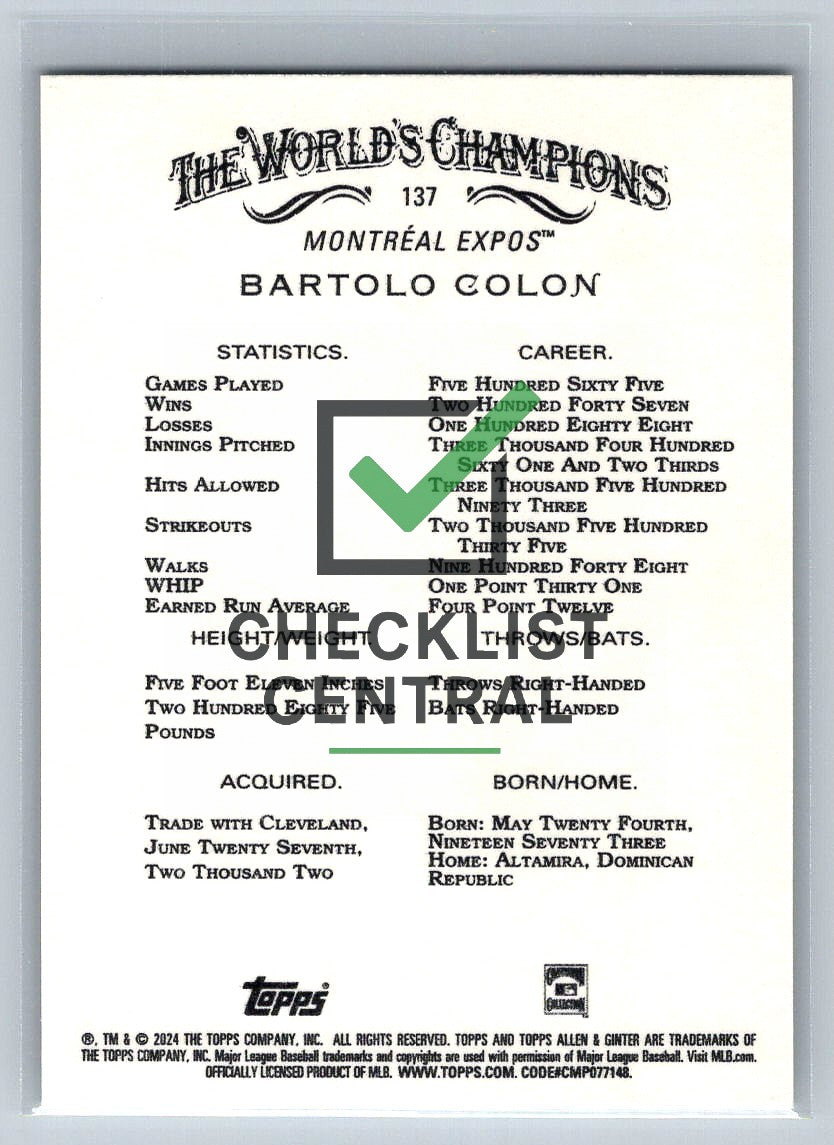 THE WORLD'S CHAMPIONS
137
MONTRÉAL EXPOS™
BARTOLO COLON
STATISTICS. CAREER.
GAMES PLAYED FIVE HUNDRED SIXTY FIVE
WINS TWO HUNDRED FORTY SEVEN
LOSSES ONE HUNDRED EIGHTY EIGHT
INNINGS PITCHED THREE THOUSAND FOUR HUNDRED
SIXTY ONE AND TWO THIRDS
HITS ALLOWED THREE THOUSAND FIVE HUNDRED
NINETY THREE
STRIKEOUTS TWO THOUSAND FIVE HUNDRED
THIRTY FIVE
WALKS NINE HUNDRED FORTY EIGHT
WHIP ONE POINT THIRTY ONE
EARNED RUN AVERAGE FOUR POINT TWELVE
CHECKLIST
CENTRAL
HEIGHT/WEIGHT. THROWS/BATS.
FIVE FOOT ELEVEN INCHES THROWS RIGHT-HANDED
TWO HUNDRED EIGHTY FIVE BATS RIGHT-HANDED
POUNDS
ACQUIRED. BORN/HOME.
TRADE WITH CLEVELAND,
JUNE TWENTY SEVENTH,
TWO THOUSAND TWO
BORN: MAY TWENTY FOURTH,
NINETEEN SEVENTY THREE
HOME: ALTAMIRA, DOMINICAN
REPUBLIC
Topps®
COOPERSTOWN
COLLECTION
®, TM & © 2024 THE TOPPS COMPANY, INC. ALL RIGHTS RESERVED. TOPPS AND TOPPS ALLEN & GINTER ARE TRADEMARKS OF
THE TOPPS COMPANY, INC. Major League Baseball trademarks and copyrights are used with permission of Major League Baseball. Visit MLB.com.
OFFICIALLY LICENSED PRODUCT OF MLB. WWW.TOPPS.COM. CODE#CMP077148.